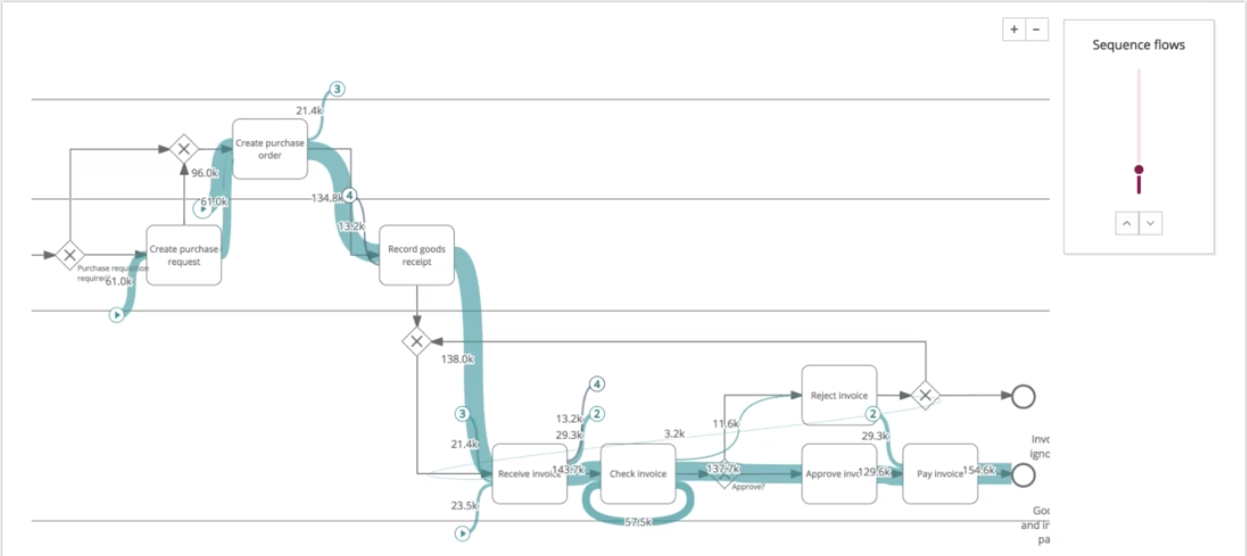 + −
Sequence flows
3
21.4k
Create purchase
order
96.0k
61.0k
134.8k
4
13.2k
Create purchase
request
Record goods
receipt
Purchase requisition
required?
61.0k
138.0k
4
13.2k
2
3
29.3k
21.4k
3.2k
11.6k
Reject invoice
2
29.3k
Invo
igno
Receive invoice
143.7k
Check invoice
137.7k
Approve?
Approve invo
129.6k
Pay invoice
154.6k
23.5k
57.5k
Goo
and in
pa